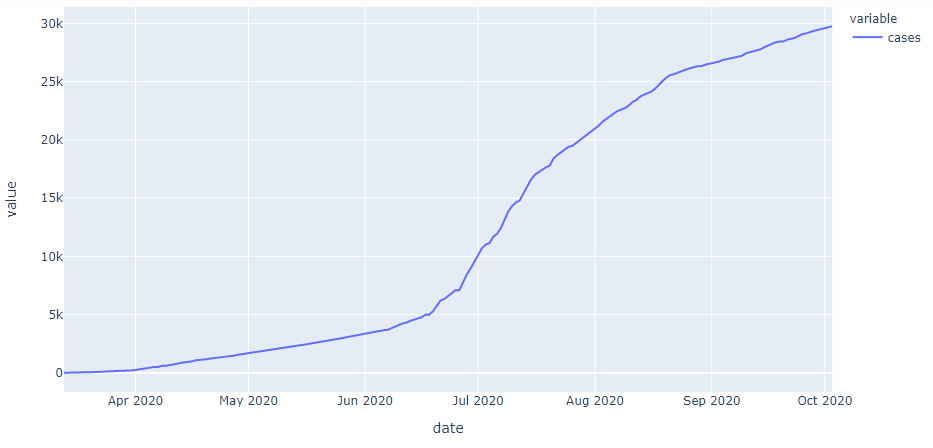 variable
cases
30k
25k
20k
15k
10k
5k
0
value
Apr 2020
May 2020
Jun 2020
Jul 2020
Aug 2020
Sep 2020
Oct 2020
date